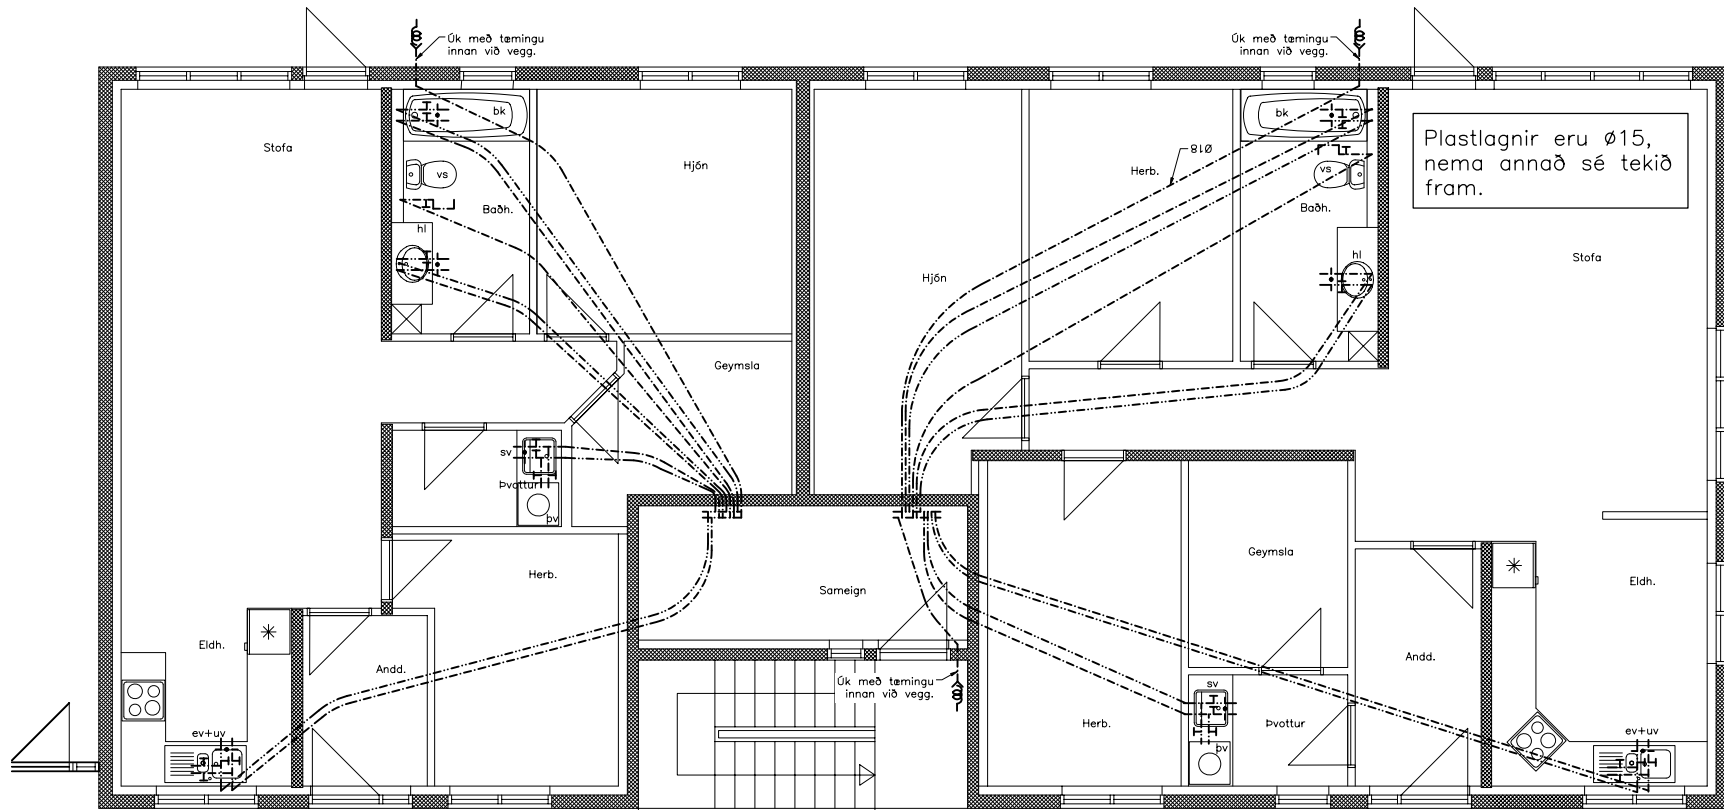 Úk með tæmingu
innan við vegg.
Úk með tæmingu
innan við vegg.
bk
bk
Stofa
Hjón
vs
Baðh.
hl
Ø18
Herb.
vs
Baðh.
hl
Plastlagnir eru Ø15,
nema annað sé tekið
fram.
Hjón
Stofa
Geymsla
sv
Þvottur
þv
Herb.
Sameign
Geymsla
Eldh.
Eldh.
Andd.
Andd.
Úk með tæmingu
innan við vegg.
sv
Herb.
Þvottur
þv
ev+uv
ev+uv